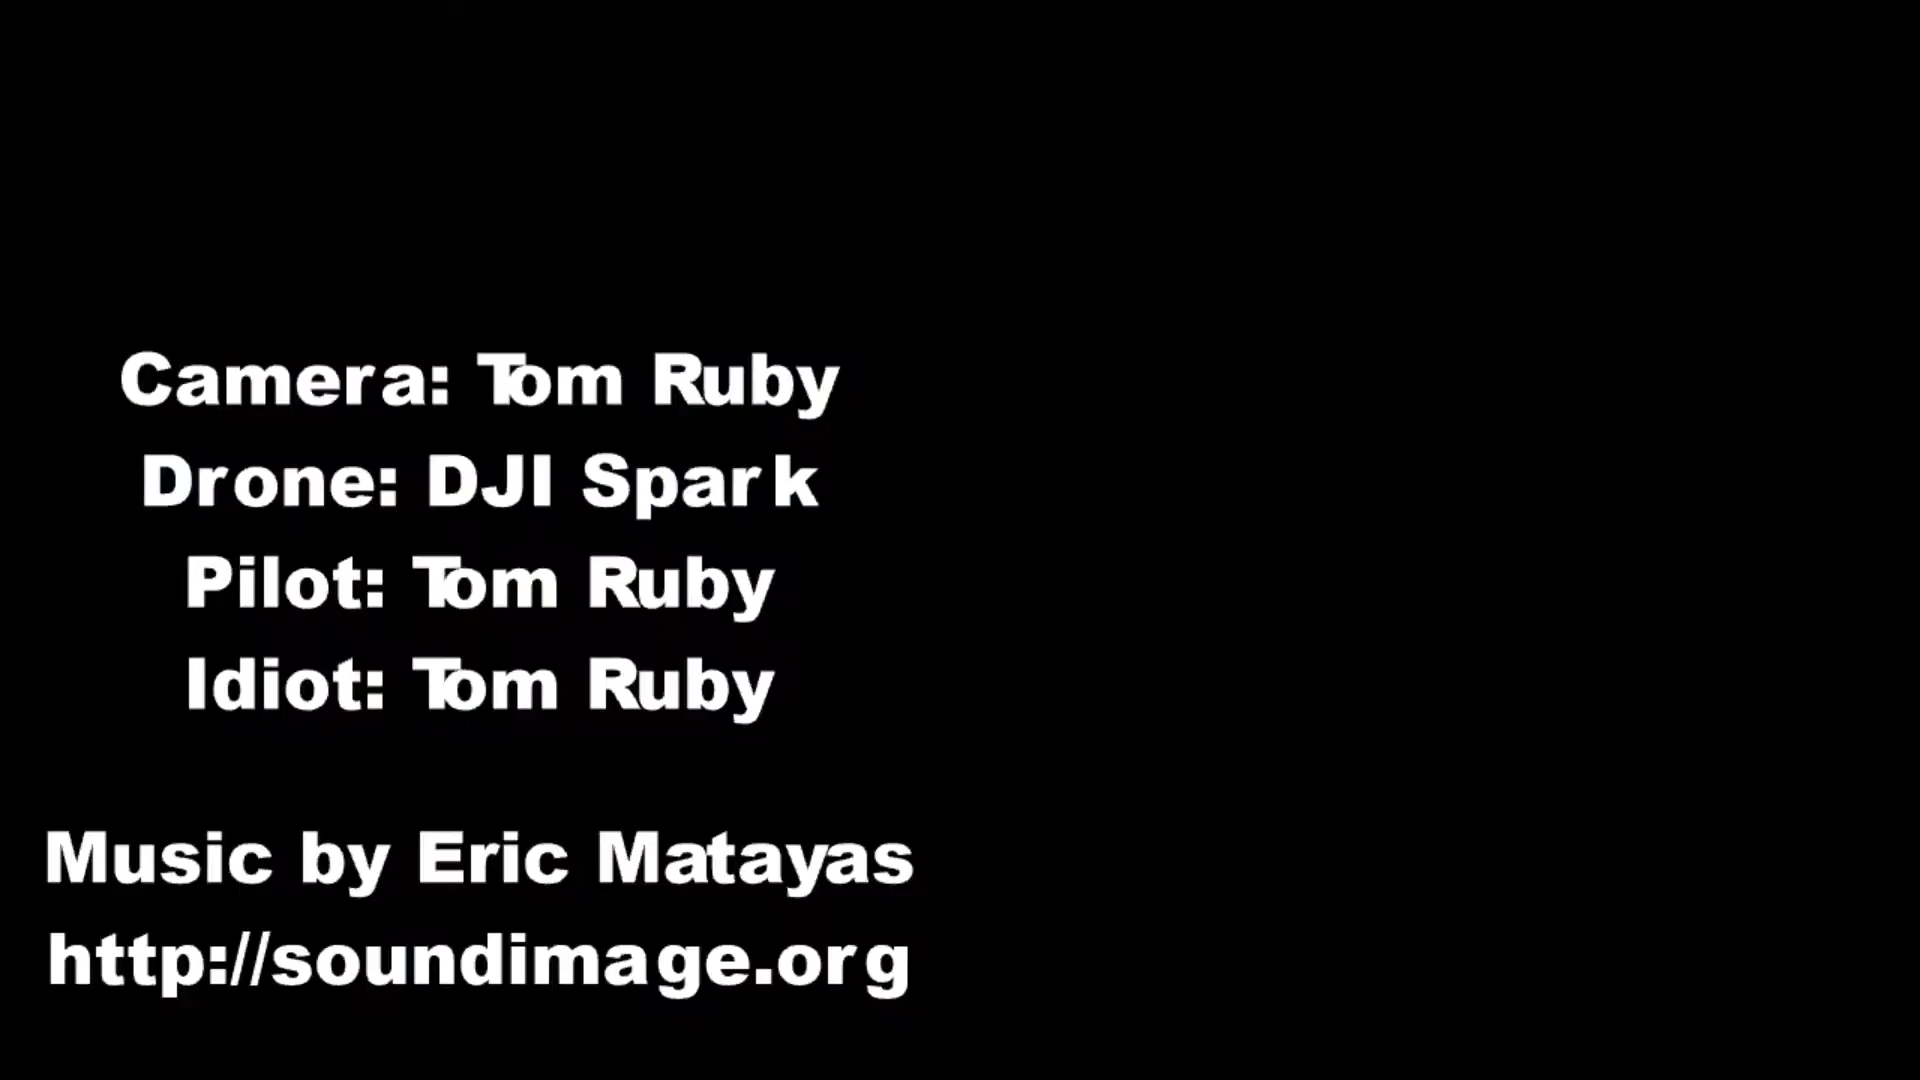 Camera: Tom Ruby
Drone: DJI Spark
Pilot: Tom Ruby
Idiot: Tom Ruby
Music by Eric Matayas
http://soundimage.org